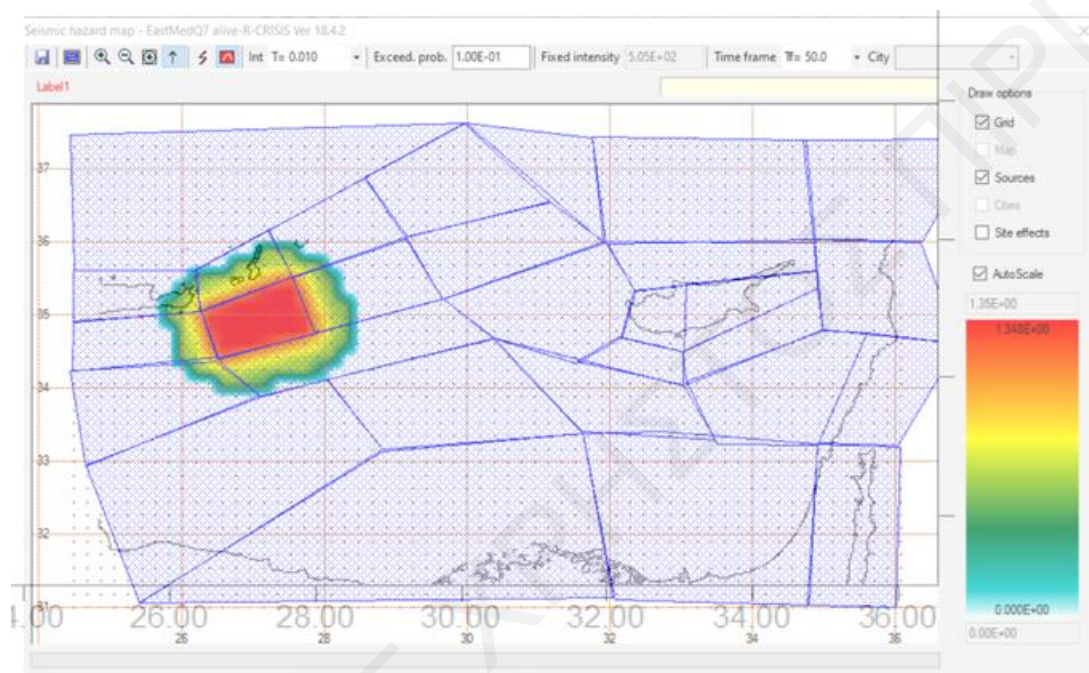 Seismic hazard map - EastMedQ7 alive-R-CRISIS Ver 18.4.2
Int T= 0.010 Exceed. prob. 1.00E-01 Fixed intensity 5.05E+02 Time frame Tf= 50.0 City
Label1
Draw options
Grid
Map
Sources
Cities
Site effects
AutoScale
1.35E+00
1.348E+00
0.000E+00
0.00E+00
37
36
35
34
33
32
31
4.00 26.00 28.00 30.00 32.00 34.00 36.00
26 28 30 32 34 36